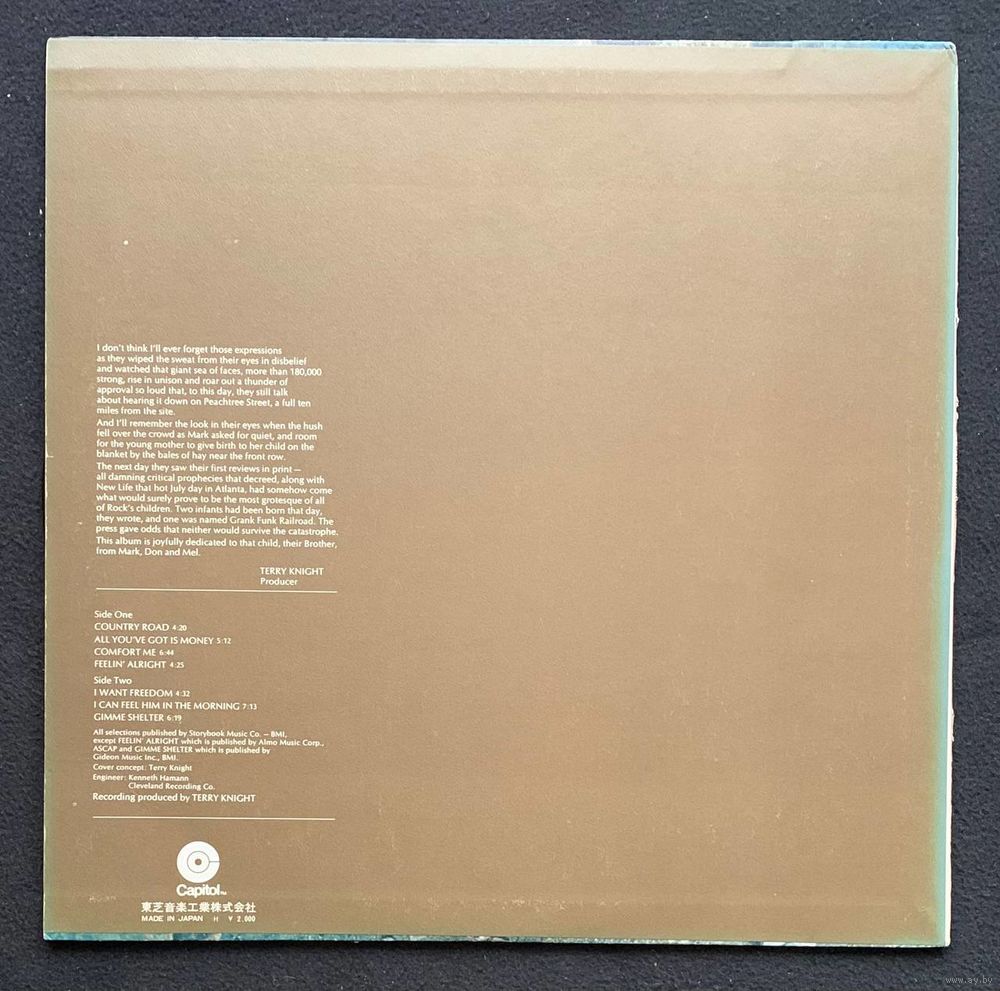 I don't think I'll ever forget those expressions
as they wiped the sweat from their eyes in disbelief
and watched that giant sea of faces, more than 180,000
strong, rise in unison and roar out a thunder of
approval so loud that, to this day, they still talk
about hearing it down on Peachtree Street, a full ten
miles from the site.
And I'll remember the look in their eyes when the hush
fell over the crowd as Mark asked for quiet, and room
for the young mother to give birth to her child on the
blanket by the bales of hay near the front row.
The next day they saw their first reviews in print—
all damning critical prophecies that decreed, along with
New Life that hot July day in Atlanta, had somehow come
what would surely prove to be the most grotesque of all
of Rock's children. Two infants had been born that day,
they wrote, and one was named Grank Funk Railroad. The
press gave odds that neither would survive the catastrophe.
This album is joyfully dedicated to that child, their Brother,
from Mark, Don and Mel.
TERRY KNIGHT
Producer
Side One
COUNTRY ROAD 4:20
ALL YOU'VE GOT IS MONEY 5:12
COMFORT ME 6:44
FEELIN' ALRIGHT 4:25
Side Two
I WANT FREEDOM 4:32
I CAN FEEL HIM IN THE MORNING 7:13
GIMME SHELTER 6:19
All selections published by Storybook Music Co. – BMI,
except FEELIN' ALRIGHT which is published by Almo Music Corp.,
ASCAP and GIMME SHELTER which is published by
Gideon Music Inc., BMI.
Cover concept: Terry Knight
Engineer: Kenneth Hamann
Cleveland Recording Co.
Recording produced by TERRY KNIGHT
Capitol TM
東芝音楽工業株式会社
MADE IN JAPAN H ¥ 2,000
www.ay.by